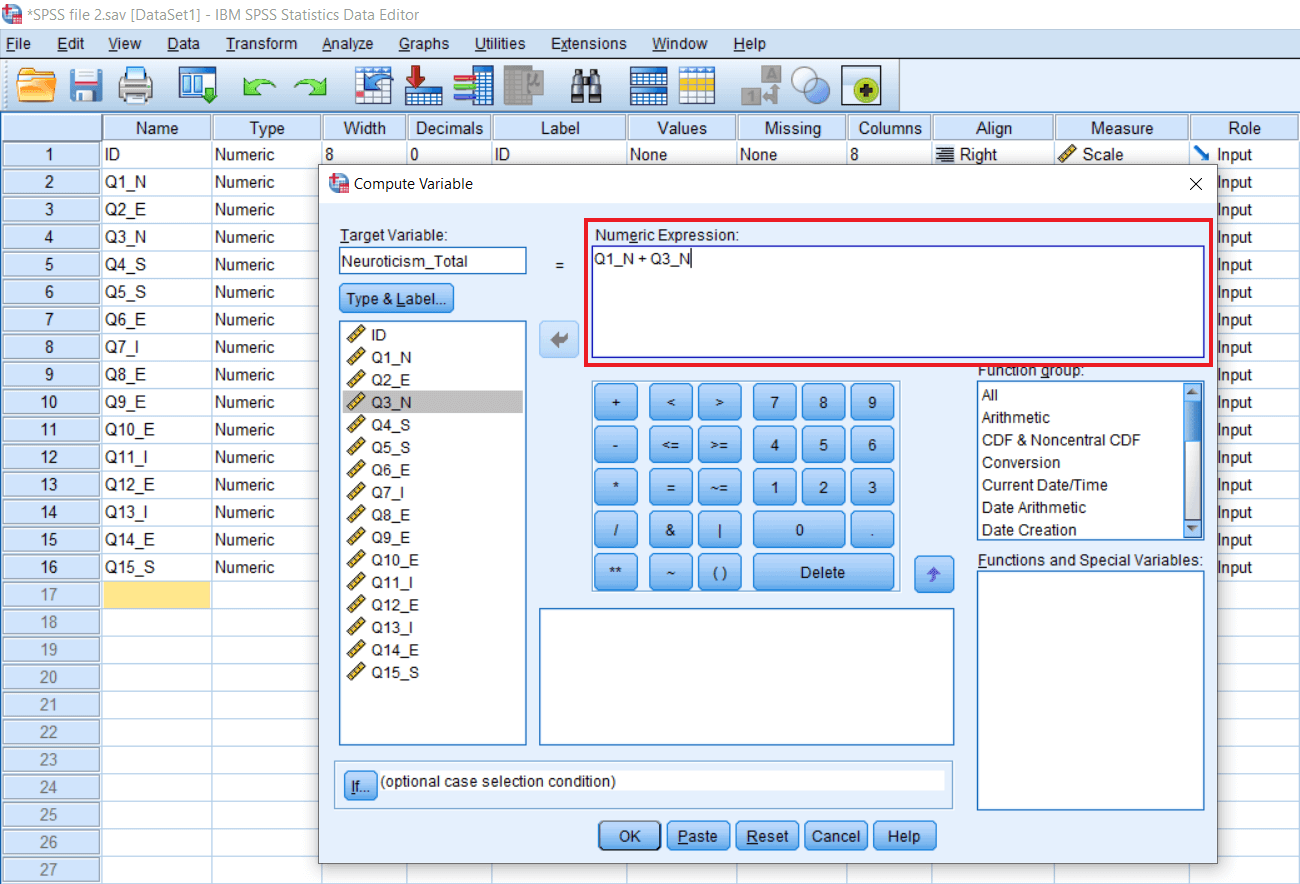 *SPSS file 2.sav [DataSet1] - IBM SPSS Statistics Data Editor
File Edit View Data Transform Analyze Graphs Utilities Extensions Window Help
Name Type Width Decimals Label Values Missing Columns Align Measure Role
1 ID Numeric 8 0 ID None None 8 Right Scale Input
2 Q1_N Numeric Input
3 Q2_E Numeric Input
4 Q3_N Numeric Input
5 Q4_S Numeric Input
6 Q5_S Numeric Input
7 Q6_E Numeric Input
8 Q7_I Numeric Input
9 Q8_E Numeric Input
10 Q9_E Numeric Input
11 Q10_E Numeric Input
12 Q11_I Numeric Input
13 Q12_E Numeric Input
14 Q13_I Numeric Input
15 Q14_E Numeric Input
16 Q15_S Numeric Input
17
18
19
20
21
22
23
24
25
26
27
Compute Variable
Target Variable:
Neuroticism_Total
=
Numeric Expression:
Q1_N + Q3_N
Type & Label...
ID
Q1_N
Q2_E
Q3_N
Q4_S
Q5_S
Q6_E
Q7_I
Q8_E
Q9_E
Q10_E
Q11_I
Q12_E
Q13_I
Q14_E
Q15_S
+ < > 7 8 9
- <= >= 4 5 6
* = ~= 1 2 3
/ & | 0 .
** ~ ( ) Delete
Function group:
All
Arithmetic
CDF & Noncentral CDF
Conversion
Current Date/Time
Date Arithmetic
Date Creation
Functions and Special Variables:
If... (optional case selection condition)
OK Paste Reset Cancel Help